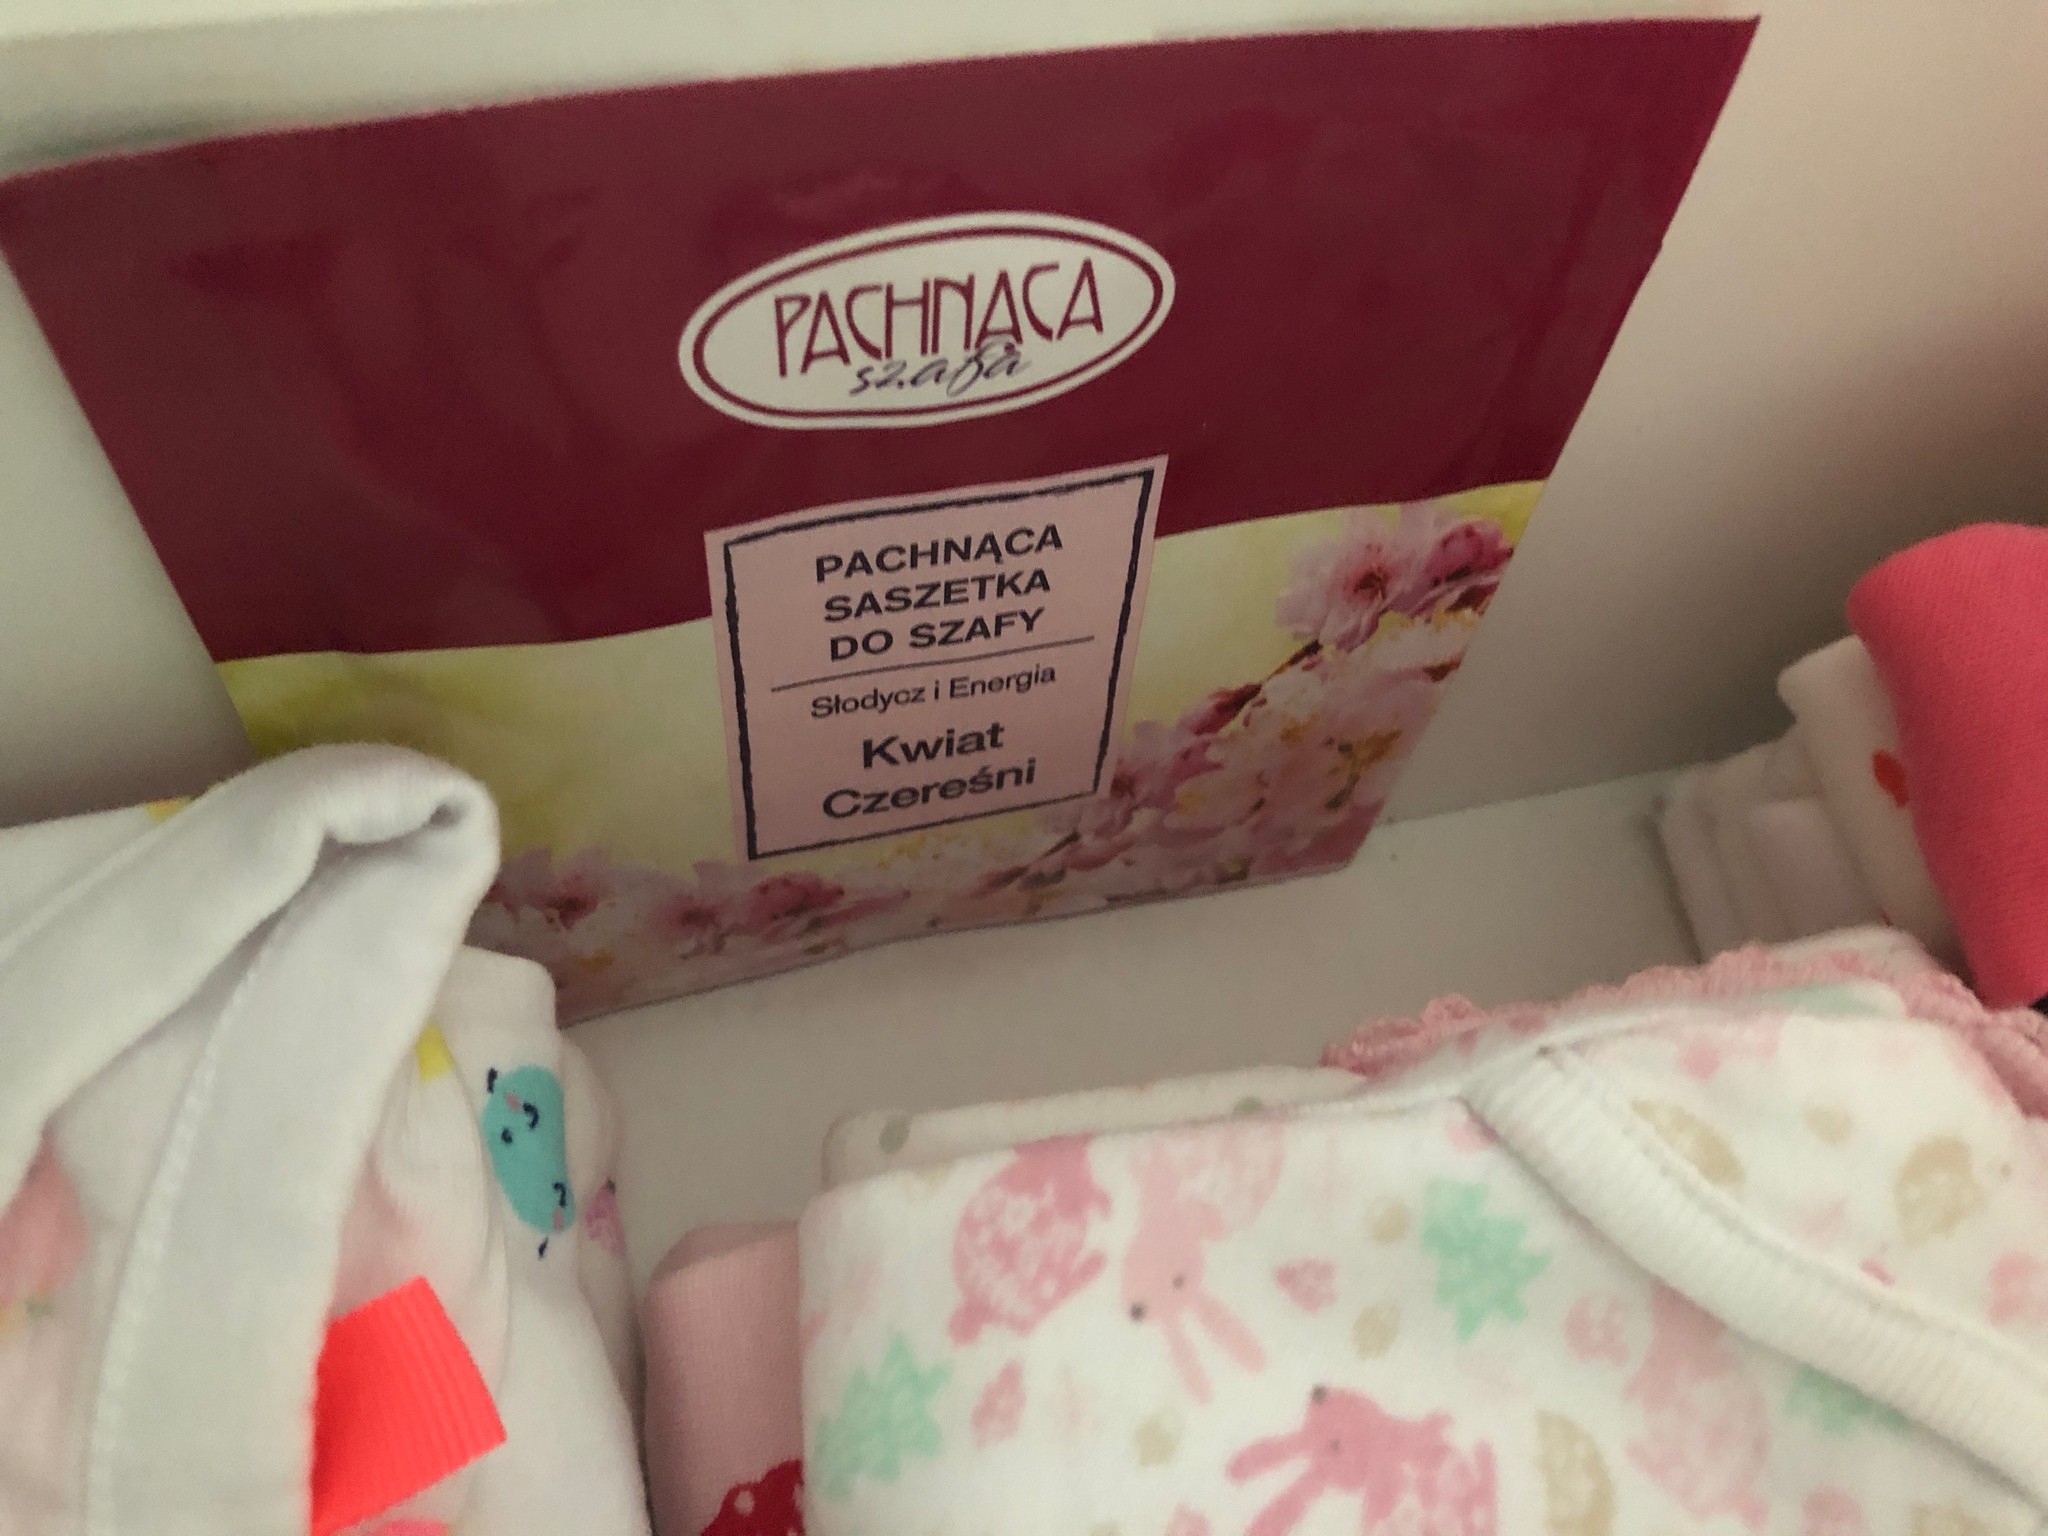 PACHNĄCA
szafa
PACHNĄCA
SASZETKA
DO SZAFY
Słodycz i Energia
Kwiat
Czereśni